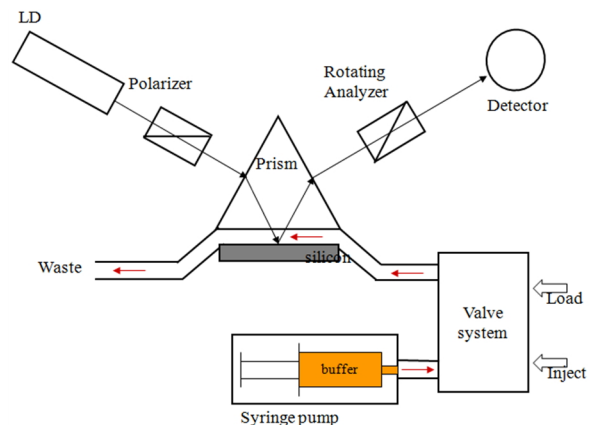 LD
Polarizer
Rotating
Analyzer
Detector
Prism
silicon
Waste
Valve
system
Load
Inject
buffer
Syringe pump